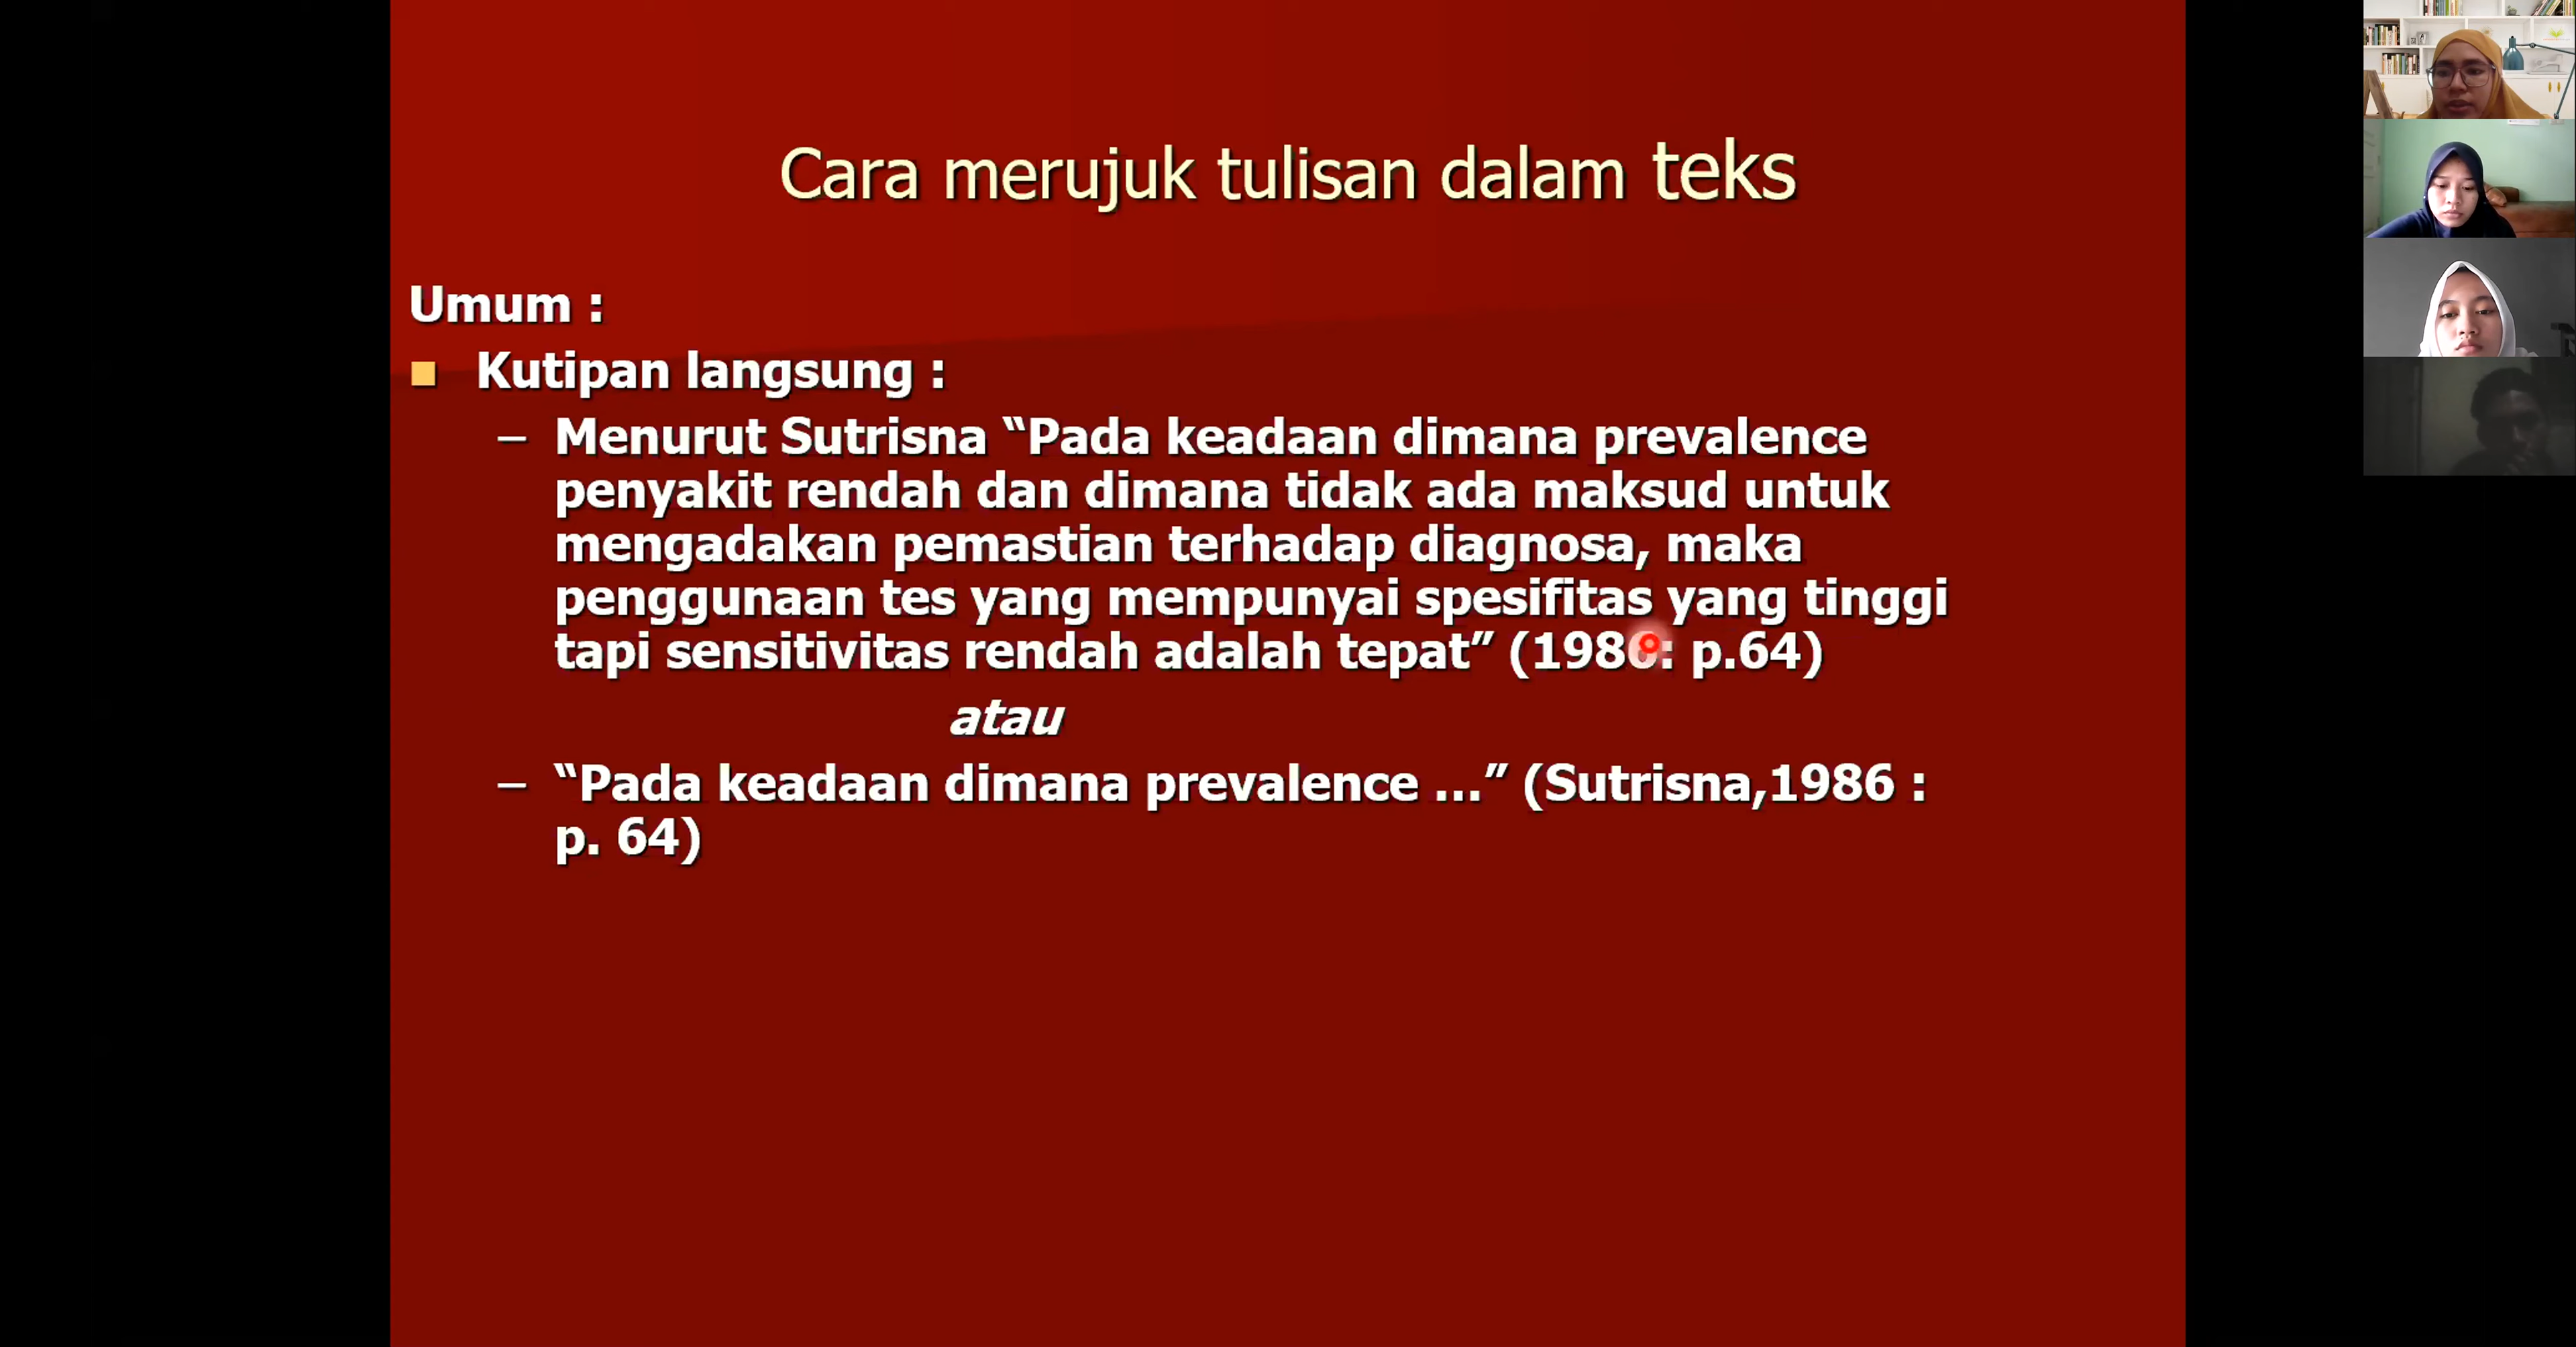 Cara merujuk tulisan dalam teks
Umum :
Kutipan langsung :
– Menurut Sutrisna “Pada keadaan dimana prevalence
penyakit rendah dan dimana tidak ada maksud untuk
mengadakan pemastian terhadap diagnosa, maka
penggunaan tes yang mempunyai spesifitas yang tinggi
tapi sensitivitas rendah adalah tepat” (1986: p.64)
atau
– “Pada keadaan dimana prevalence ...” (Sutrisna,1986 :
p. 64)